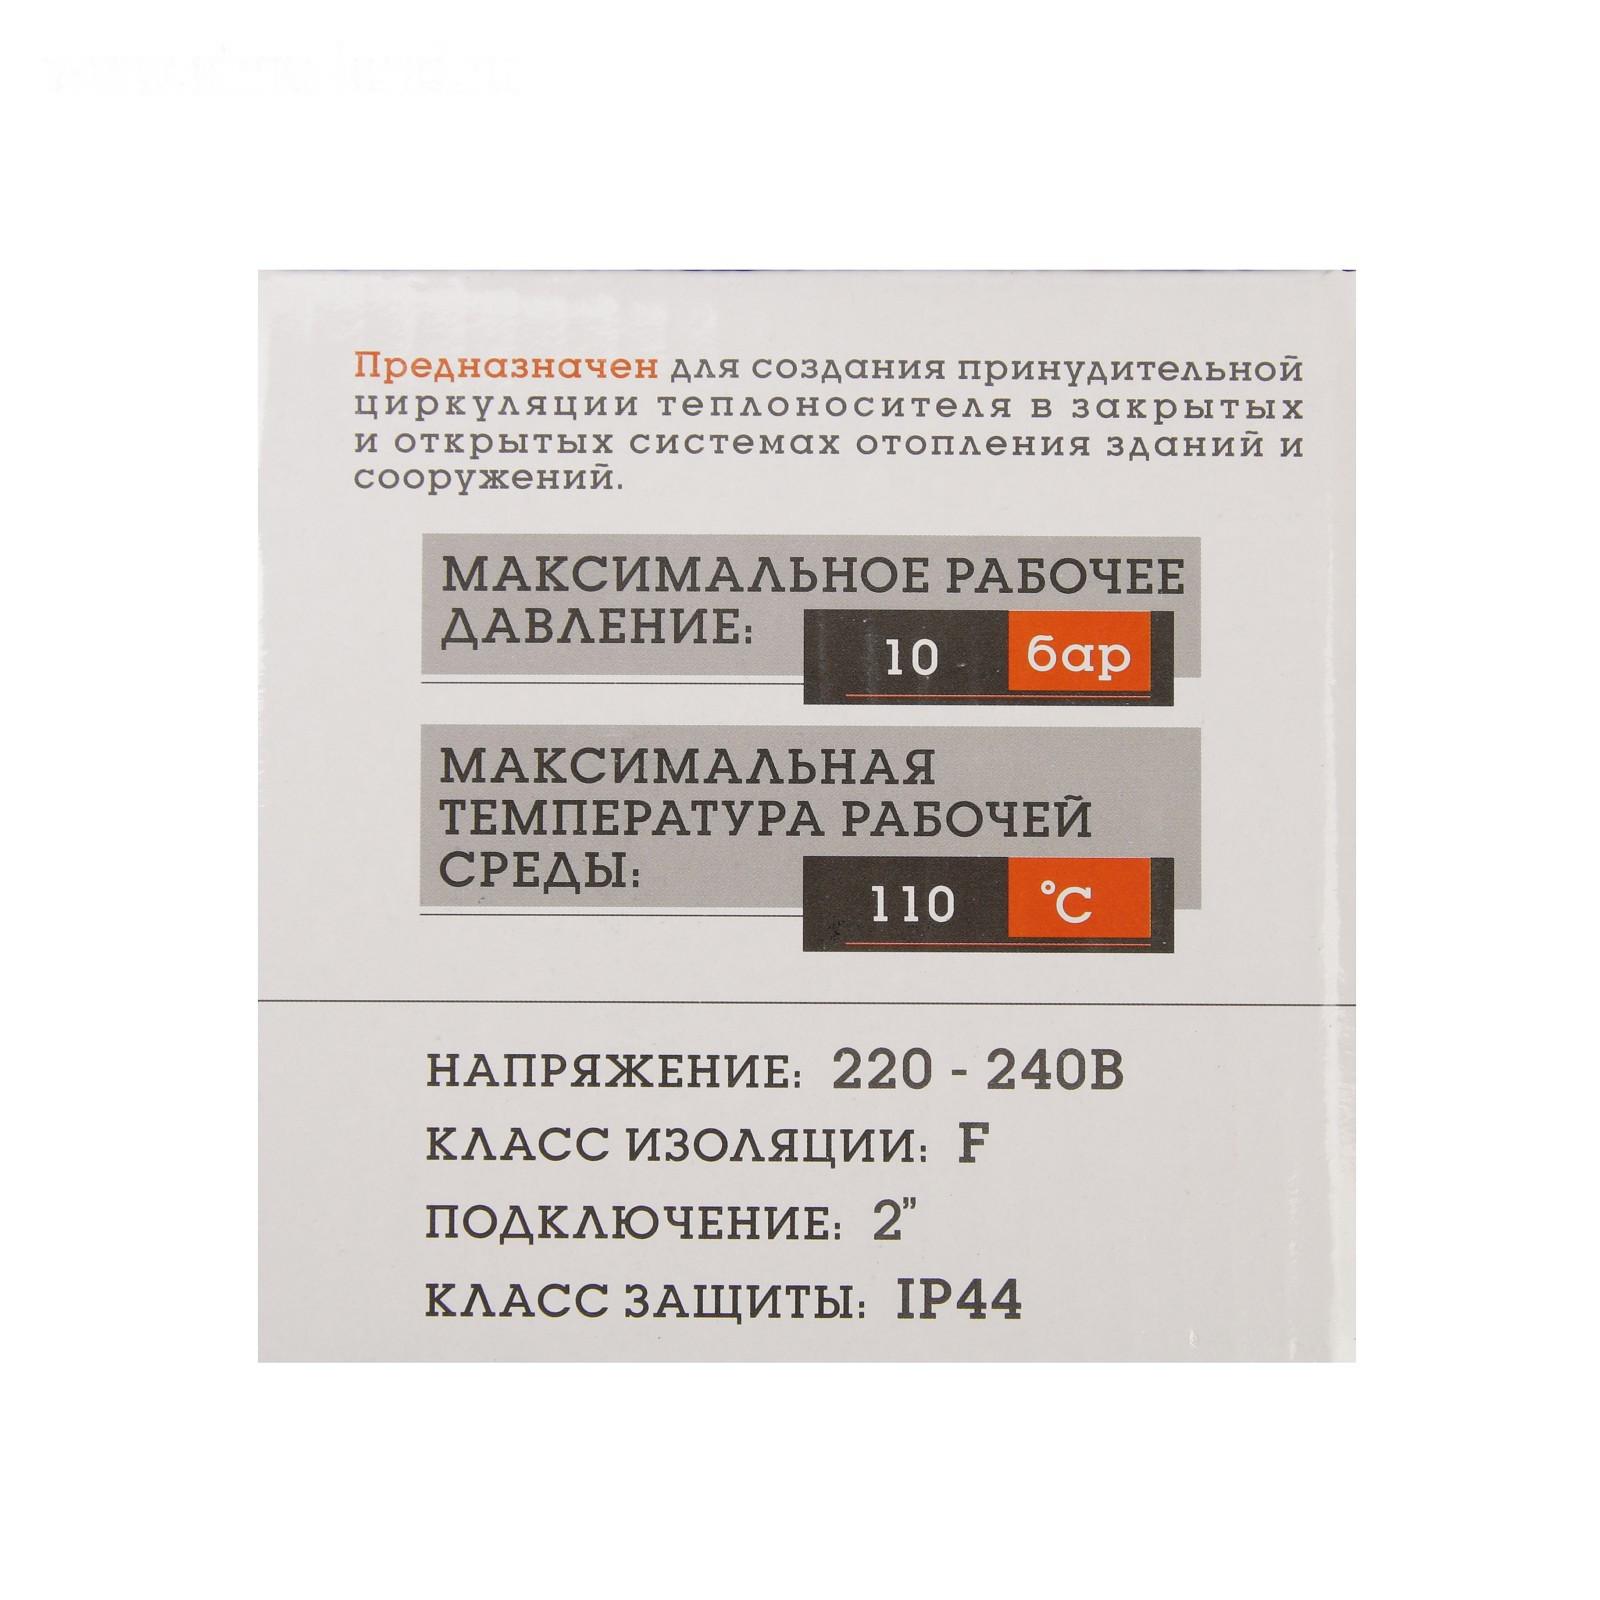 Предназначен для создания принудительной
циркуляции теплоносителя в закрытых
и открытых системах отопления зданий и
сооружений.
МАКСИМАЛЬНОЕ РАБОЧЕЕ
ДАВЛЕНИЕ:
10 бар
МАКСИМАЛЬНАЯ
ТЕМПЕРАТУРА РАБОЧЕЙ
СРЕДЫ:
110 °C
НАПРЯЖЕНИЕ: 220 - 240В
КЛАСС ИЗОЛЯЦИИ: F
ПОДКЛЮЧЕНИЕ: 2”
КЛАСС ЗАЩИТЫ: IP44